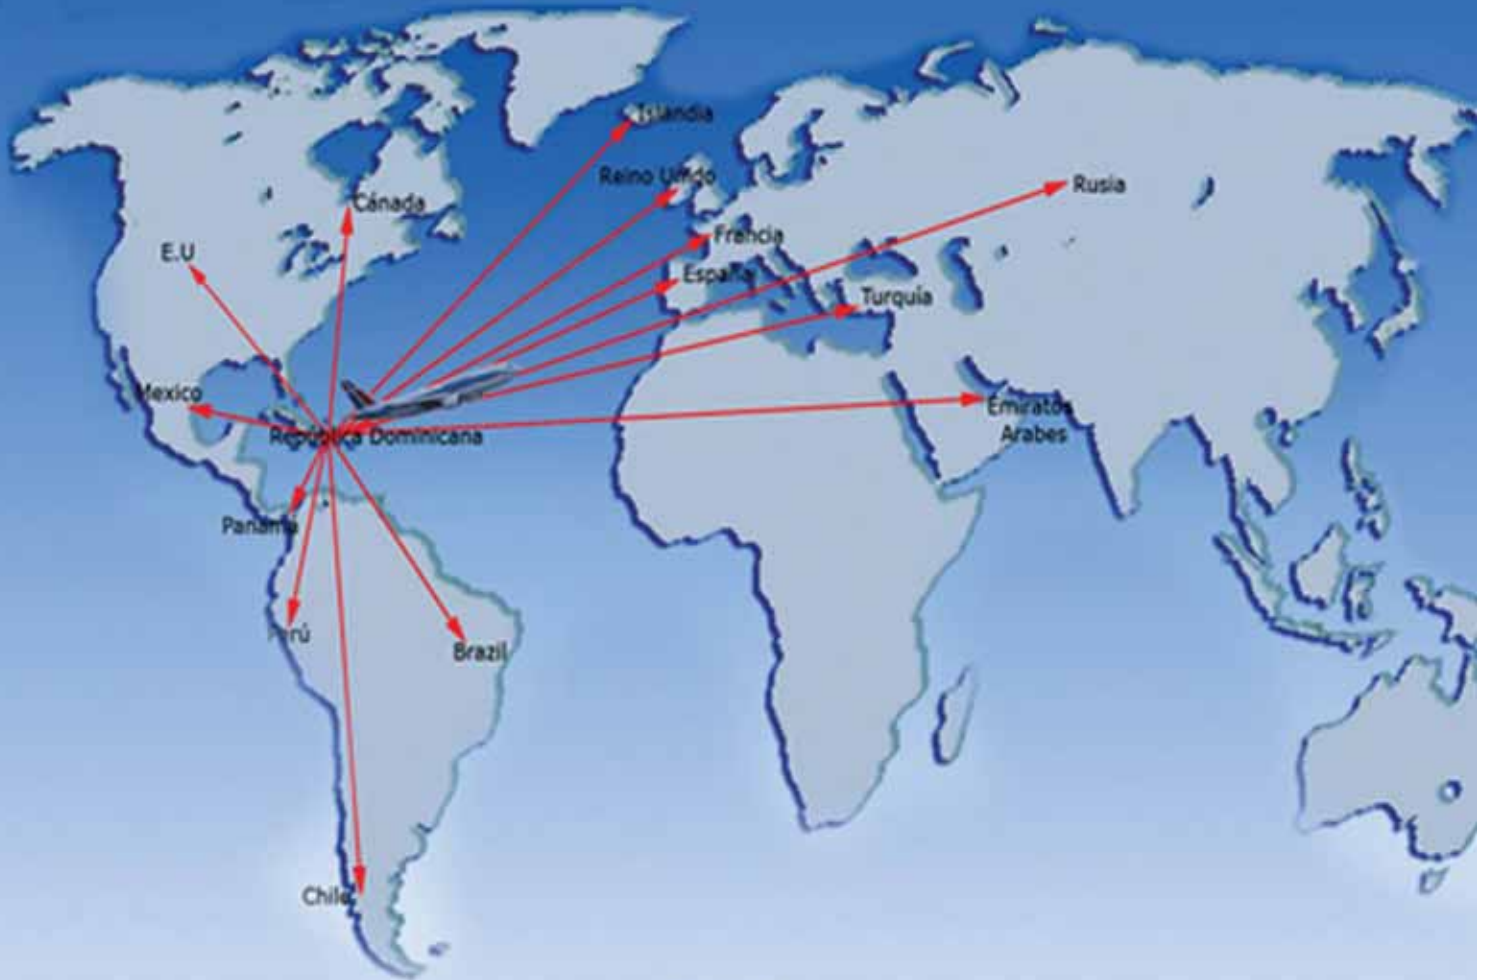 Islandia
Reino Unido
Rusia
Cánada
Francia
E.U
España
Turquía
Mexico
Emiratos
Arabes
República Dominicana
Panamá
Perú
Brazil
Chile